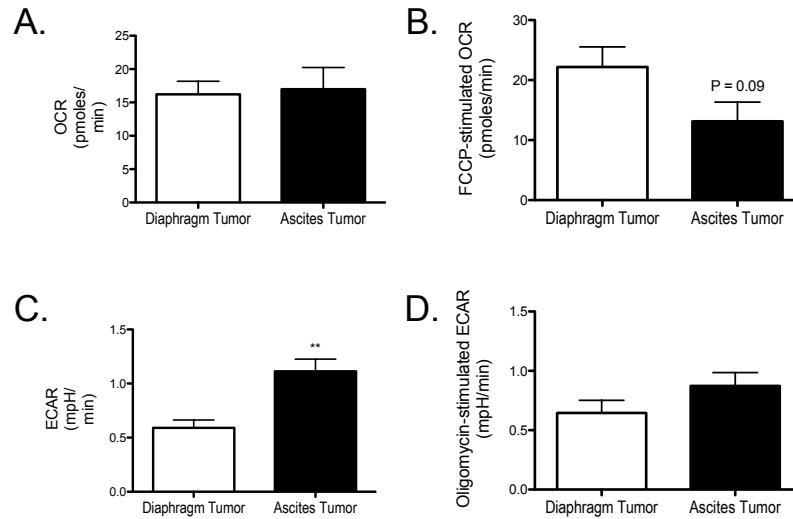 A.
OCR
(pmoles/
min)
25
20
15
10
5
0
Diaphragm Tumor
Ascites Tumor
B.
FCCP-stimulated OCR
(pmoles/min)
30
20
10
0
P = 0.09
Diaphragm Tumor
Ascites Tumor
C.
ECAR
(mpH/
min)
1.5
1.0
0.5
0.0
**
Diaphragm Tumor
Ascites Tumor
D.
Oligomycin-stimulated ECAR
(mpH/min)
1.5
1.0
0.5
0.0
Diaphragm Tumor
Ascites Tumor